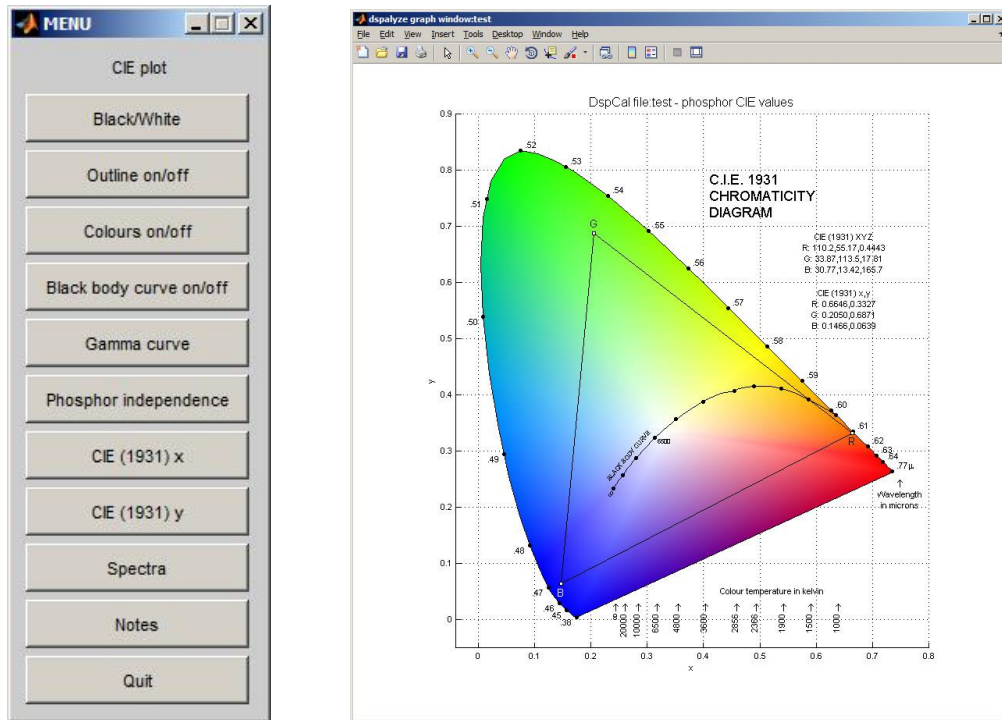 MENU
CIE plot
Black/White
Outline on/off
Colours on/off
Black body curve on/off
Gamma curve
Phosphor independence
CIE (1931) x
CIE (1931) y
Spectra
Notes
Quit
dspalyze graph window:test
File Edit View Insert Tools Desktop Window Help
DspCal file:test - phosphor CIE values
C.I.E. 1931
CHROMATICITY
DIAGRAM
CIE (1931) XYZ
R: 110.2,55.17,0.4443
G: 33.87,113.5,17.81
B: 30.77,13.42,165.7
CIE (1931) x,y
R: 0.6646,0.3327
G: 0.2050,0.6871
B: 0.1466,0.0639
0.9
0.8
0.7
0.6
0.5
0.4
0.3
0.2
0.1
0
y
.52
.53
.54
.51
.55
.56
.57
.50
.58
.59
.60
.61
.62
.63
.64
.77μ
.49
.48
.47
.46
.45
.38
G
R
B
BLACK BODY CURVE
∞
Wavelength
in microns
Colour temperature in kelvin
∞
20000
10000
6500
4800
3600
2856
2366
1900
1500
1000
0 0.1 0.2 0.3 0.4 0.5 0.6 0.7 0.8
x